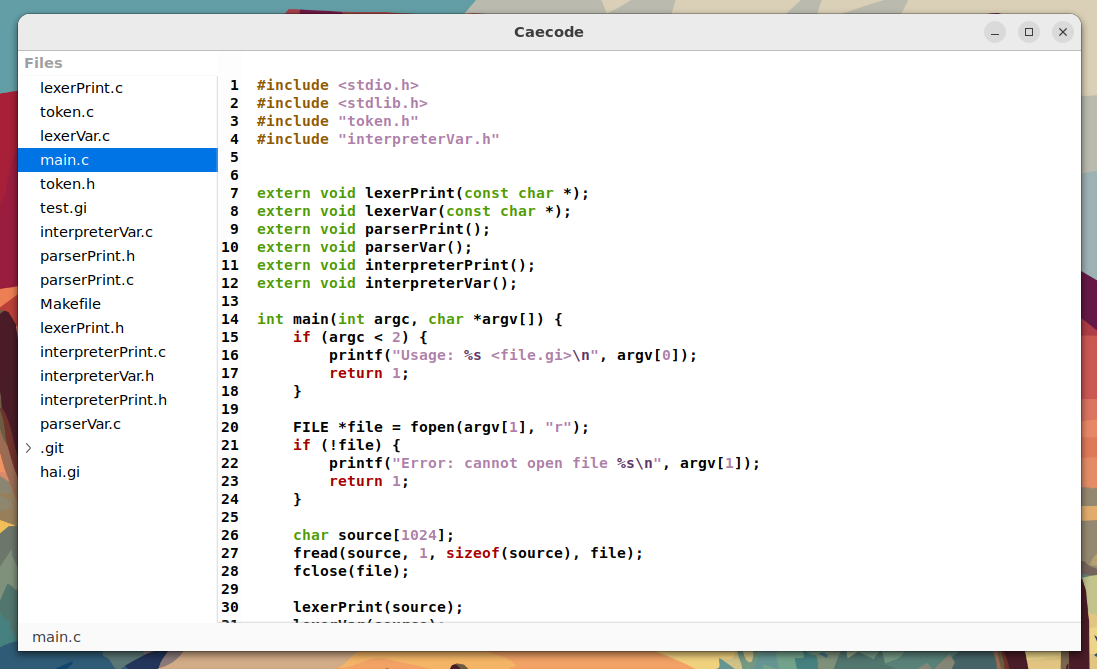 Caecode
Files
lexerPrint.c
token.c
lexerVar.c
main.c
token.h
test.gi
interpreterVar.c
parserPrint.h
parserPrint.c
Makefile
lexerPrint.h
interpreterPrint.c
interpreterVar.h
interpreterPrint.h
parserVar.c
.git
hai.gi
1 #include <stdio.h>
2 #include <stdlib.h>
3 #include "token.h"
4 #include "interpreterVar.h"
5
6
7 extern void lexerPrint(const char *);
8 extern void lexerVar(const char *);
9 extern void parserPrint();
10 extern void parserVar();
11 extern void interpreterPrint();
12 extern void interpreterVar();
13
14 int main(int argc, char *argv[]) {
15     if (argc < 2) {
16         printf("Usage: %s <file.gi>\n", argv[0]);
17         return 1;
18     }
19
20     FILE *file = fopen(argv[1], "r");
21     if (!file) {
22         printf("Error: cannot open file %s\n", argv[1]);
23         return 1;
24     }
25
26     char source[1024];
27     fread(source, 1, sizeof(source), file);
28     fclose(file);
29
30     lexerPrint(source);
main.c